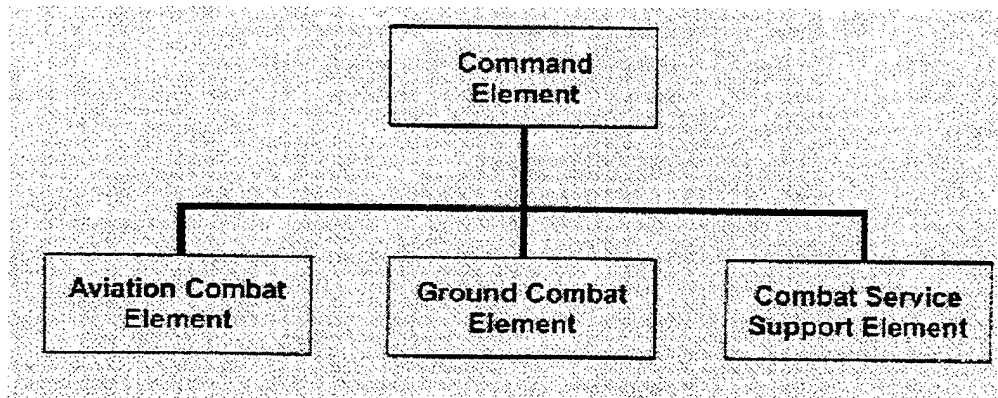 Command
Element
Aviation Combat
Element
Ground Combat
Element
Combat Service
Support Element